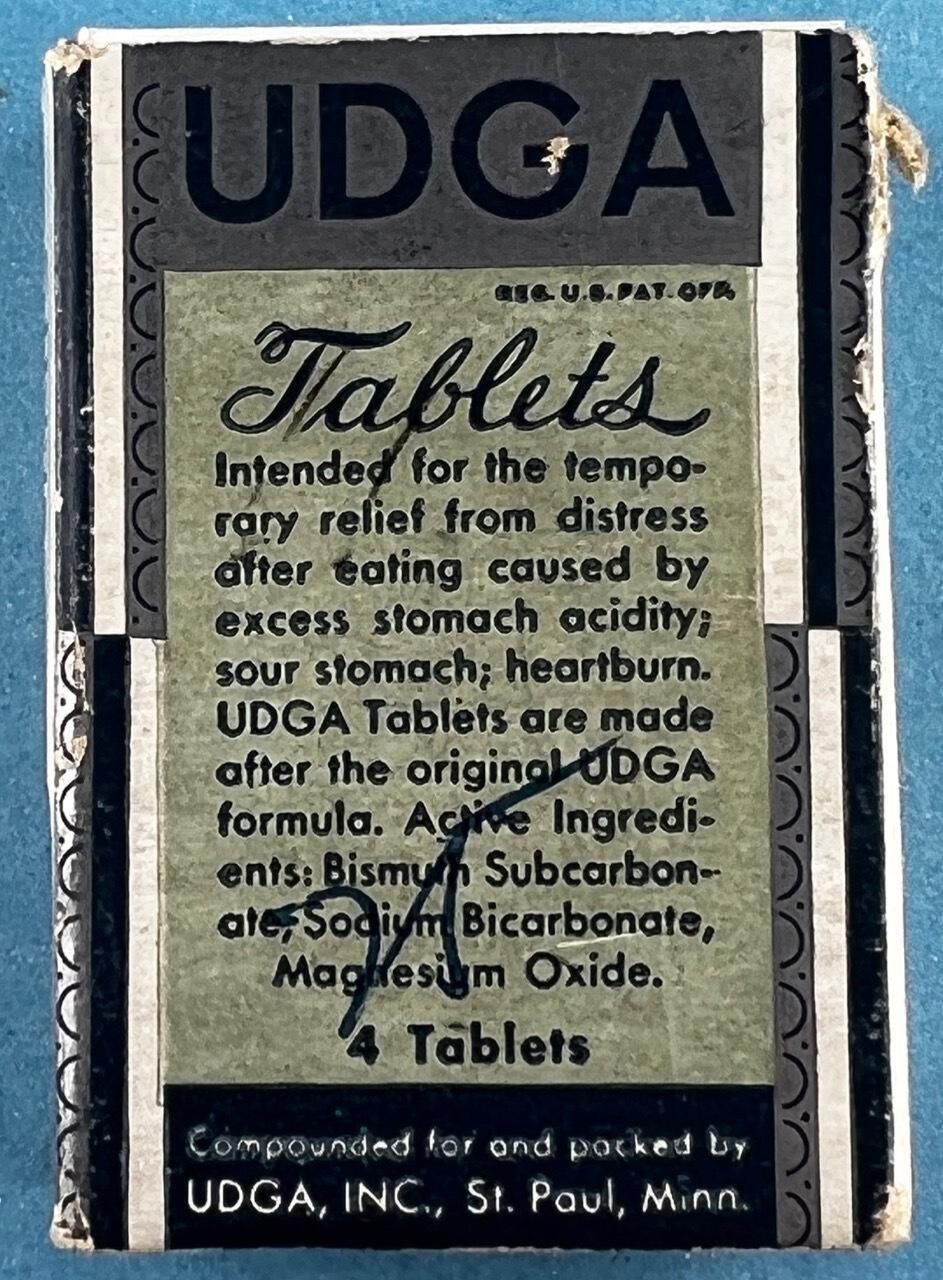 UDGA
REG. U.S. PAT. OFF.
Tablets
Intended for the tempo-
rary relief from distress
after eating caused by
excess stomach acidity;
sour stomach; heartburn.
UDGA Tablets are made
after the original UDGA
formula. Active Ingredi-
ents: Bismuth Subcarbon-
ate, Sodium Bicarbonate,
Magnesium Oxide.
4 Tablets
Compounded for and packed by
UDGA, INC., St. Paul, Minn.